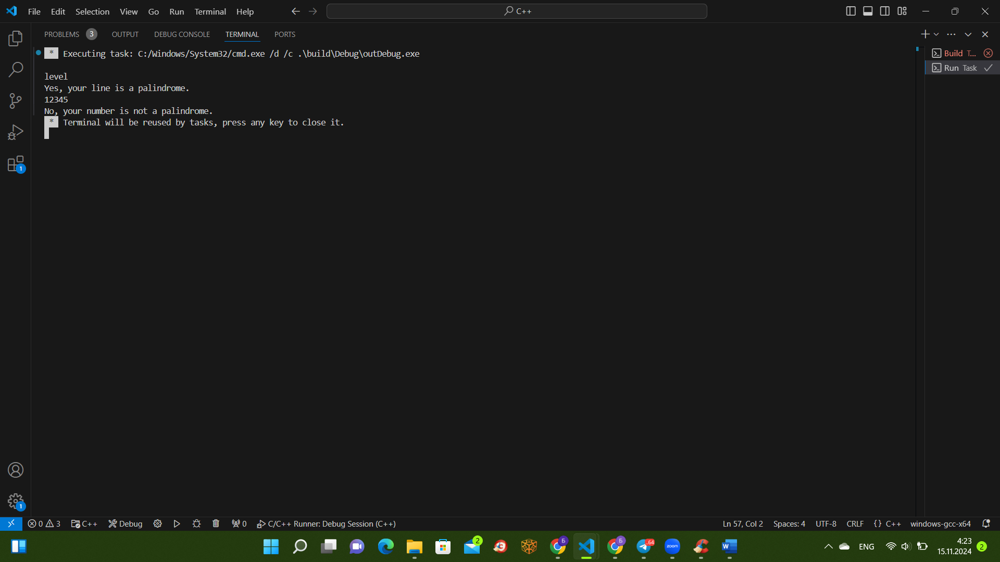 File Edit Selection View Go Run Terminal Help
C++
PROBLEMS 3 OUTPUT DEBUG CONSOLE TERMINAL PORTS
* Executing task: C:/Windows/System32/cmd.exe /d /c .\build\Debug\outDebug.exe
Build T...
Run Task
level
Yes, your line is a palindrome.
12345
No, your number is not a palindrome.
* Terminal will be reused by tasks, press any key to close it.
1
1
0 3 C++ Debug 0 C/C++ Runner: Debug Session (C++) Ln 57, Col 2 Spaces: 4 UTF-8 CRLF {} C++ windows-gcc-x64
2 Б Б 64 zoom W
ENG
4:23
15.11.2024
2